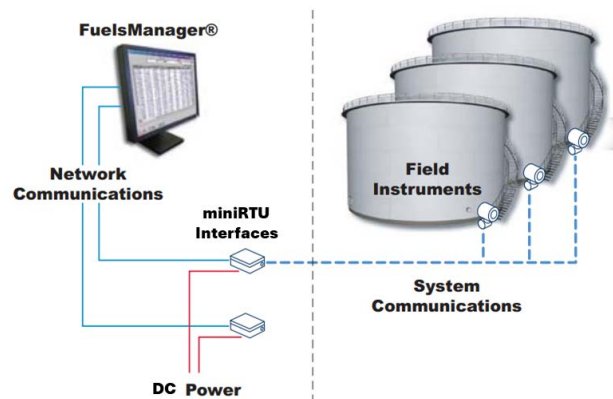 FuelsManager®
Network
Communications
miniRTU
Interfaces
Field
Instruments
System
Communications
DC Power